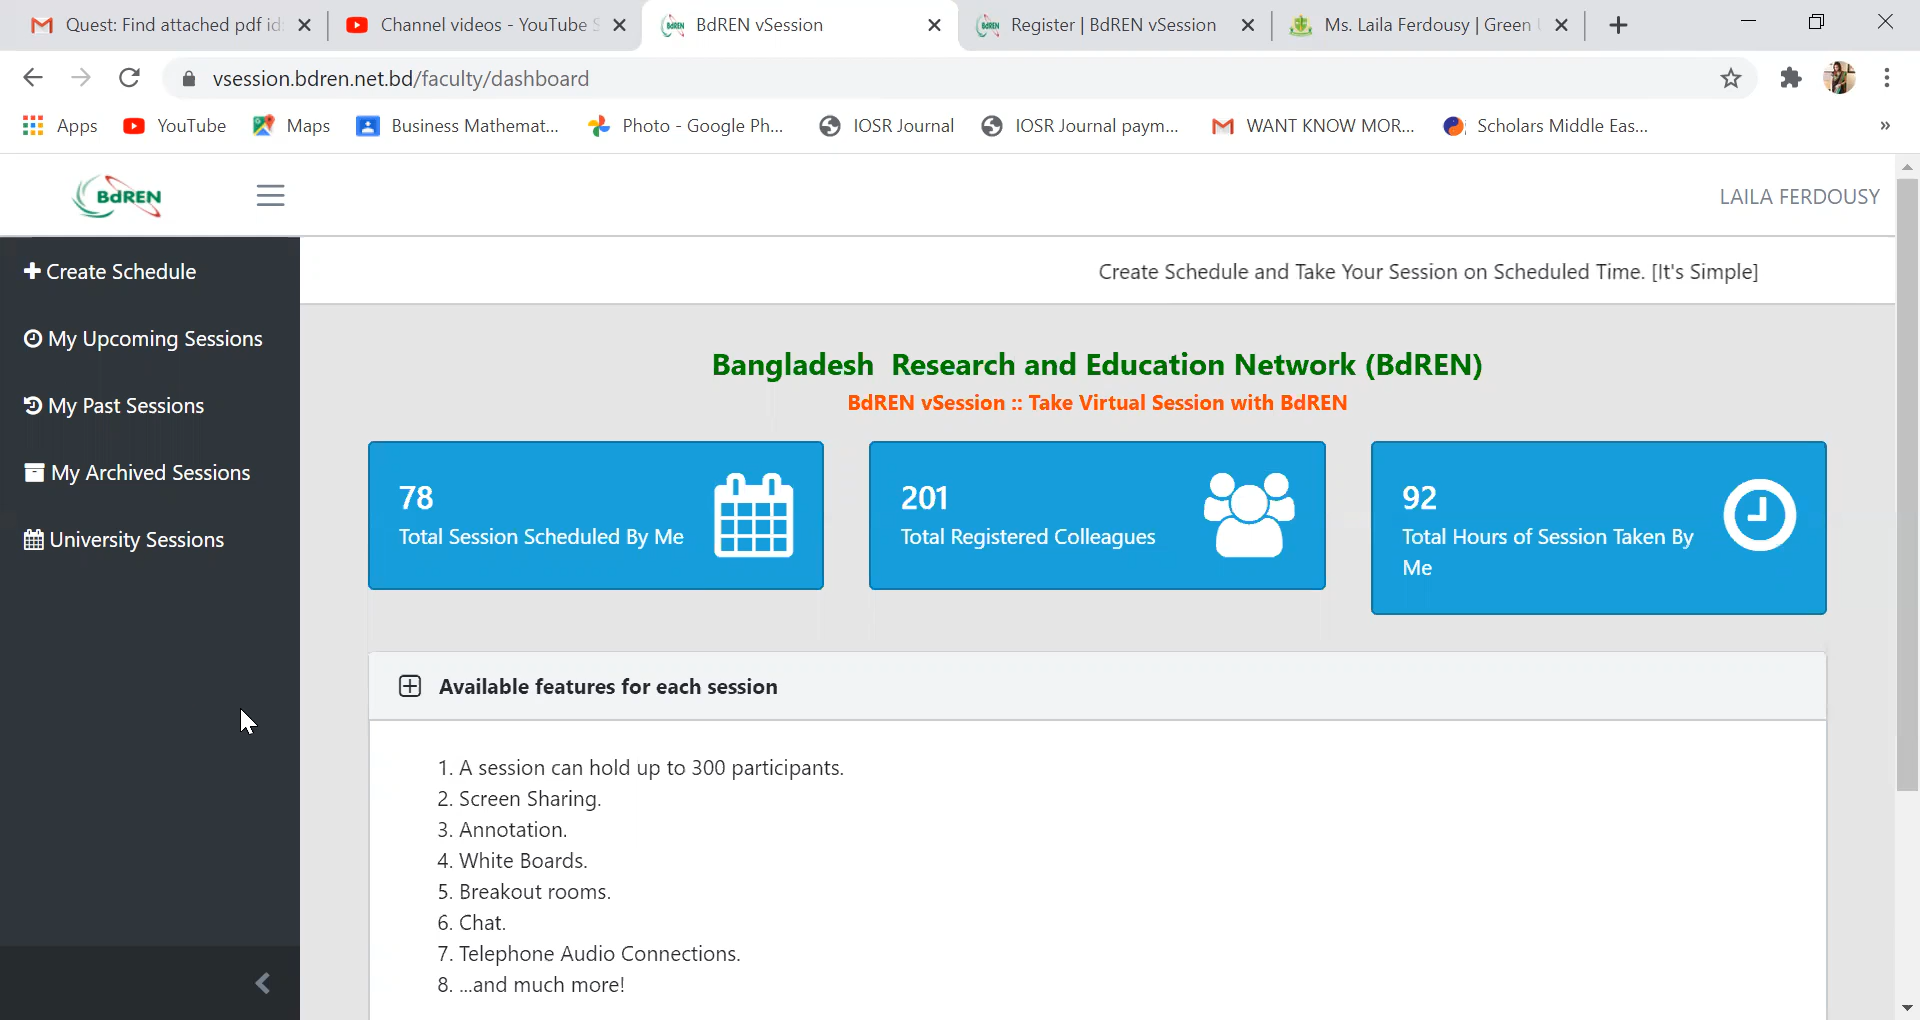 Quest: Find attached pdf id
Channel videos - YouTube S
BdREN vSession
Register | BdREN vSession
Ms. Laila Ferdousy | Green
vsession.bdren.net.bd/faculty/dashboard
Apps
YouTube
Maps
Business Mathemat...
Photo - Google Ph...
IOSR Journal
IOSR Journal paym...
WANT KNOW MOR...
Scholars Middle Eas...
»
BdREN
LAILA FERDOUSY
Create Schedule
My Upcoming Sessions
My Past Sessions
My Archived Sessions
University Sessions
Create Schedule and Take Your Session on Scheduled Time. [It's Simple]
Bangladesh Research and Education Network (BdREN)
BdREN vSession :: Take Virtual Session with BdREN
78
Total Session Scheduled By Me
201
Total Registered Colleagues
92
Total Hours of Session Taken By
Me
Available features for each session
1. A session can hold up to 300 participants.
2. Screen Sharing.
3. Annotation.
4. White Boards.
5. Breakout rooms.
6. Chat.
7. Telephone Audio Connections.
8. ...and much more!